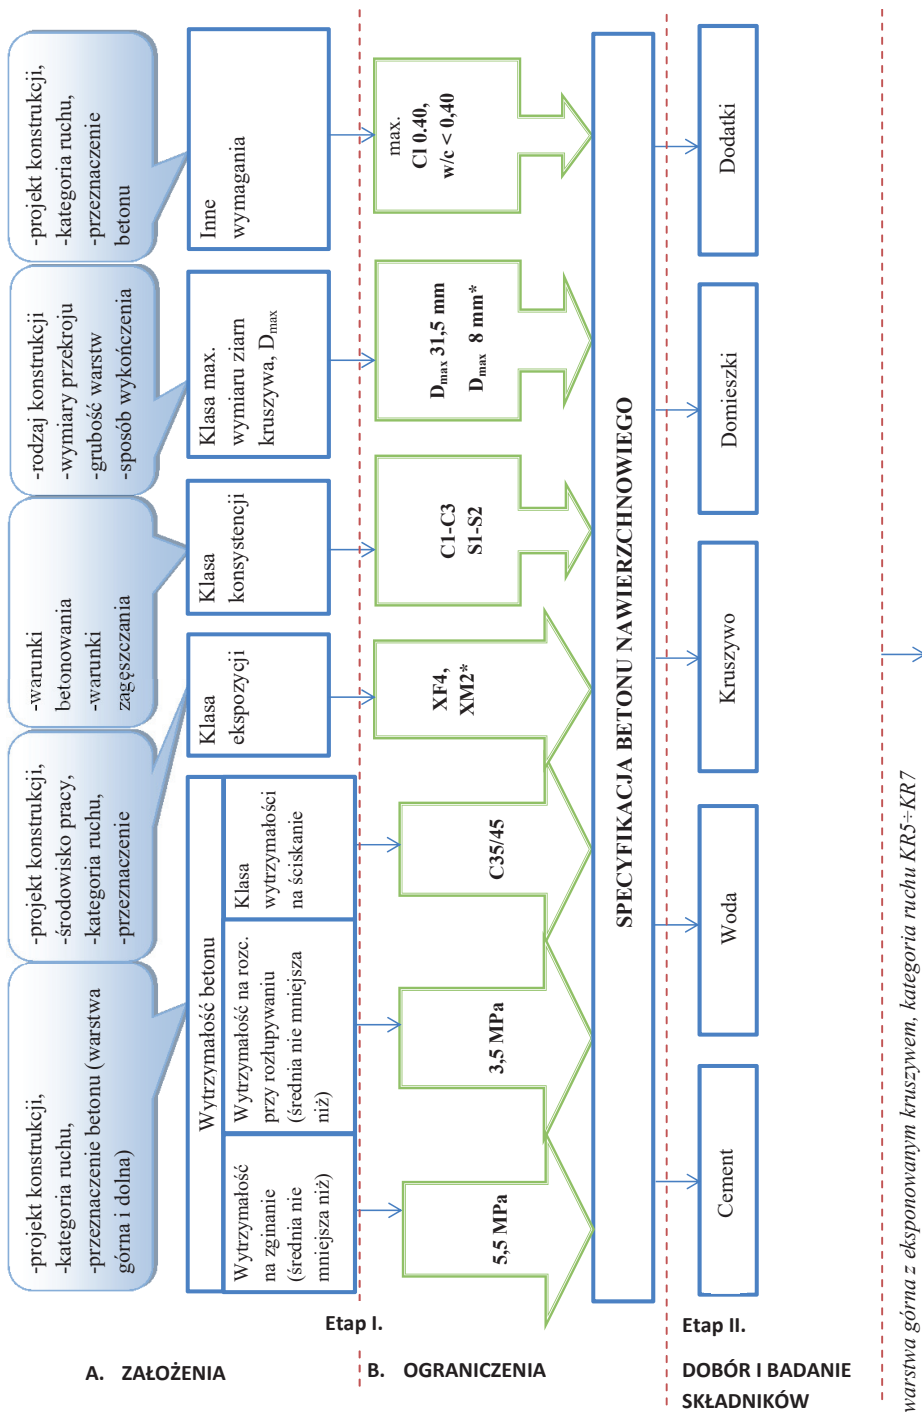 -projekt konstrukcji,
-kategoria ruchu,
-przeznaczenie betonu (warstwa
górna i dolna)
-projekt konstrukcji,
-środowisko pracy,
-kategoria ruchu,
-przeznaczenie
-warunki
betonowania
-warunki
zagęszczania
-rodzaj konstrukcji
-wymiary przekroju
-grubość warstw
-sposób wykończenia
-projekt konstrukcji,
-kategoria ruchu,
-przeznaczenie
betonu
A. ZAŁOŻENIA
Wytrzymałość betonu
Wytrzymałość
na zginanie
(średnia nie
mniejsza niż)
Wytrzymałość na rozc.
przy rozłupywaniu
(średnia nie mniejsza
niż)
Klasa
wytrzymałości
na ściskanie
Klasa
ekspozycji
Klasa
konsystencji
Klasa max.
wymiaru ziarn
kruszywa, Dmax
Inne
wymagania
Etap I.
B. OGRANICZENIA
5,5 MPa
3,5 MPa
C35/45
XF4,
XM2*
C1-C3
S1-S2
Dmax 31,5 mm
Dmax 8 mm*
max.
Cl 0.40,
w/c < 0,40
SPECYFIKACJA BETONU NAWIERZCHNOWIEGO
Etap II.
DOBÓR I BADANIE
SKŁADNIKÓW
Cement
Woda
Kruszywo
Domieszki
Dodatki
warstwa górna z eksponowanym kruszywem, kategoria ruchu KR5÷KR7